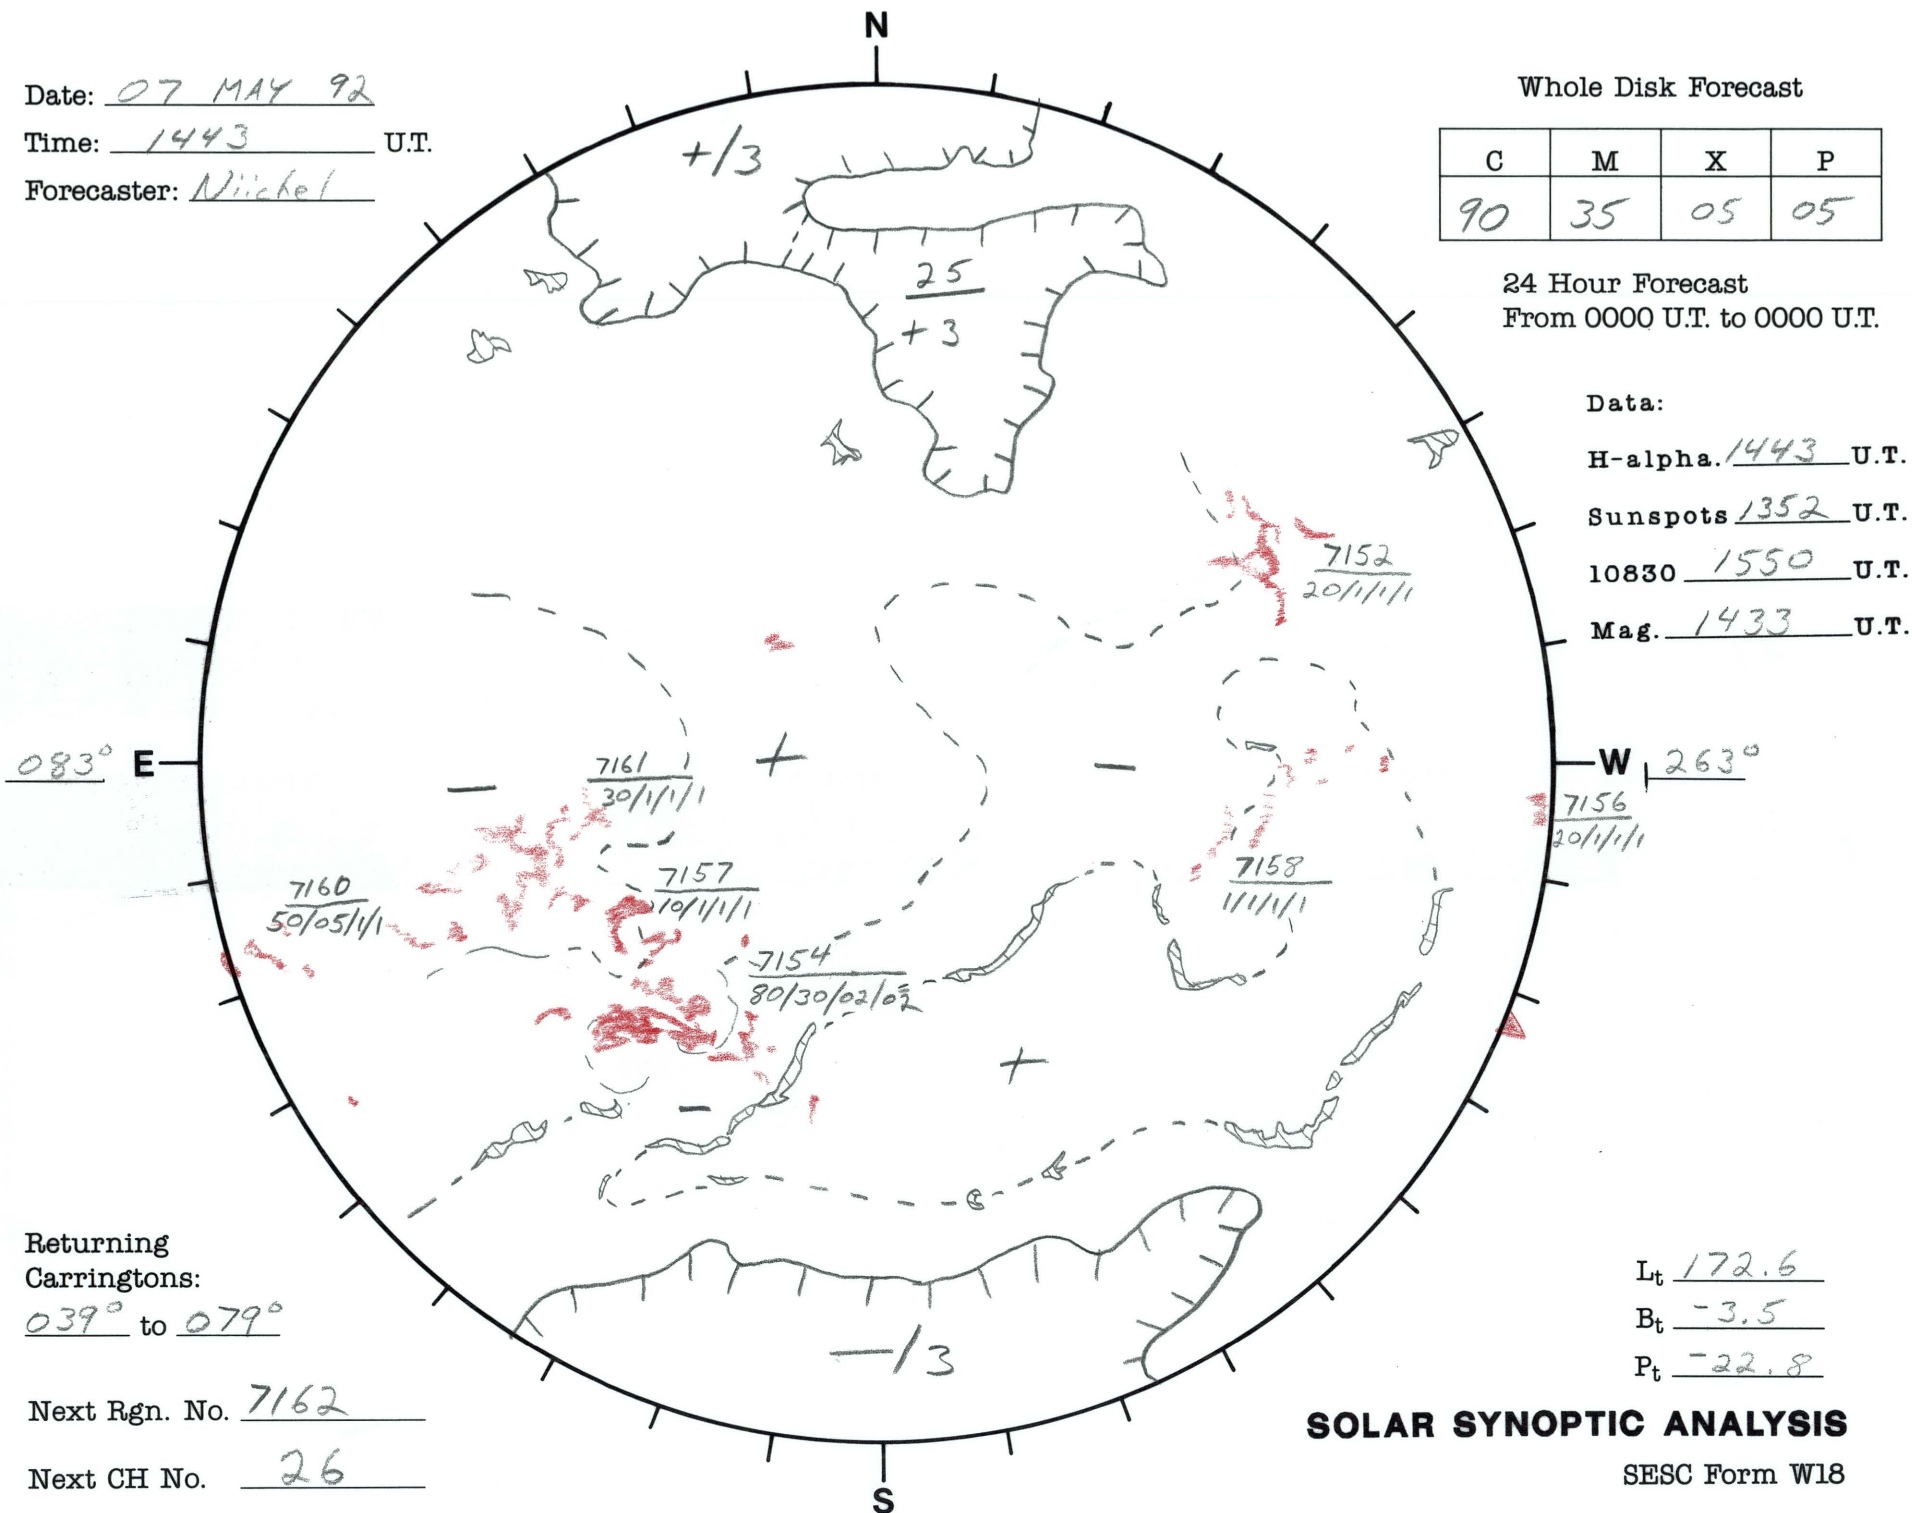 N
Date: 07 MAY 92
Time: 1443 U.T.
Forecaster: Niichel
Whole Disk Forecast
C M X P
90 35 05 05
24 Hour Forecast
From 0000 U.T. to 0000 U.T.
Data:
H-alpha. 1443 U.T.
Sunspots 1352 U.T.
10830 1550 U.T.
Mag. 1433 U.T.
+/3
25
+3
7152
20/1/1/1
083° E
+
−
W 263°
7161
30/1/1/1
−
7156
20/1/1/1
7160
50/05/1/1
7157
10/1/1/1
7158
1/1/1/1
7154
80/30/02/02
+
−
−/3
Returning
Carringtons:
039° to 079°
Next Rgn. No. 7162
Next CH No. 26
S
Lt 172.6
Bt -3.5
Pt -22.8
SOLAR SYNOPTIC ANALYSIS
SESC Form W18